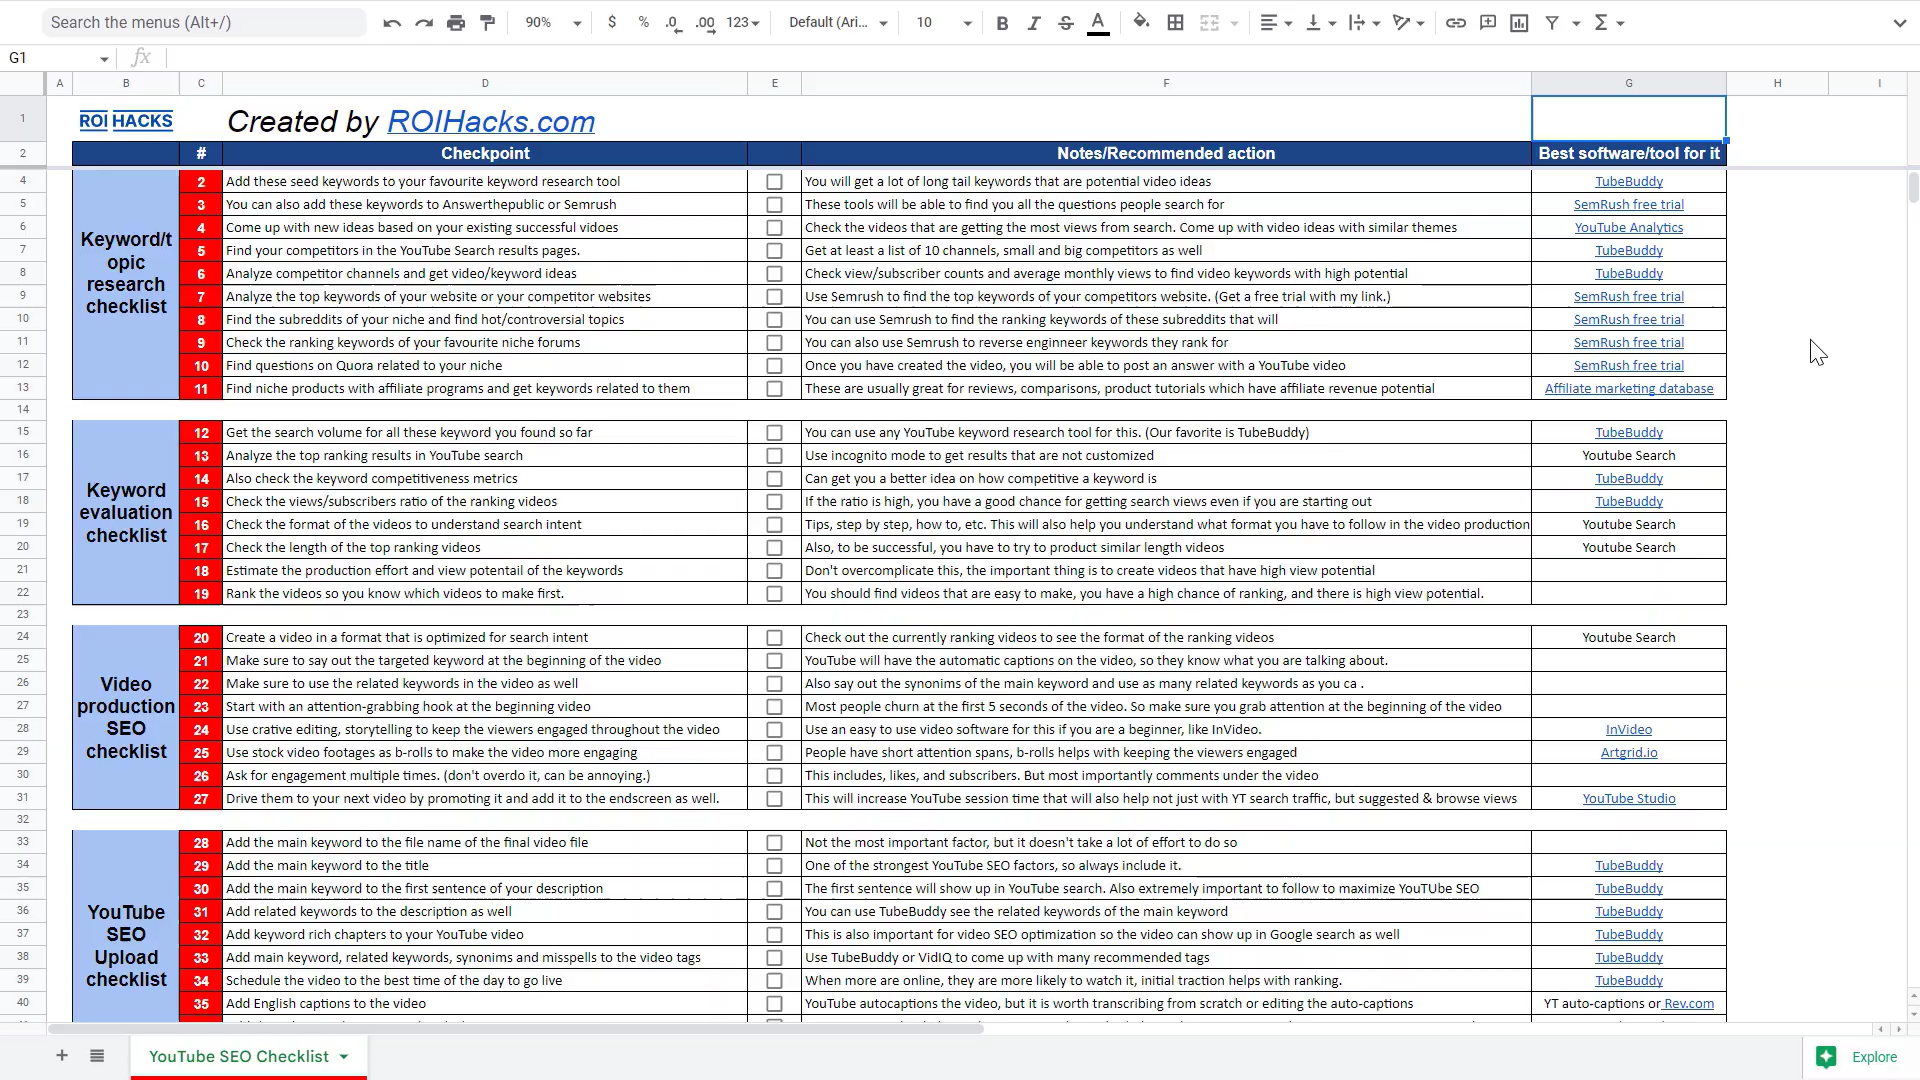 Search the menus (Alt+/)
90% $ % .0 .00 123 Default (Ari... 10 B I S A
G1 fx
A B C D E F G H I
1 ROI HACKS Created by ROIHacks.com
2 # Checkpoint Notes/Recommended action Best software/tool for it
Keyword/t
opic
research
checklist
4 2 Add these seed keywords to your favourite keyword research tool You will get a lot of long tail keywords that are potential video ideas TubeBuddy
5 3 You can also add these keywords to Answerthepublic or Semrush These tools will be able to find you all the questions people search for SemRush free trial
6 4 Come up with new ideas based on your existing successful vidoes Check the videos that are getting the most views from search. Come up with video ideas with similar themes YouTube Analytics
7 5 Find your competitors in the YouTube Search results pages. Get at least a list of 10 channels, small and big competitors as well TubeBuddy
8 6 Analyze competitor channels and get video/keyword ideas Check view/subscriber counts and average monthly views to find video keywords with high potential TubeBuddy
9 7 Analyze the top keywords of your website or your competitor websites Use Semrush to find the top keywords of your competitors website. (Get a free trial with my link.) SemRush free trial
10 8 Find the subreddits of your niche and find hot/controversial topics You can use Semrush to find the ranking keywords of these subreddits that will SemRush free trial
11 9 Check the ranking keywords of your favourite niche forums You can also use Semrush to reverse enginneer keywords they rank for SemRush free trial
12 10 Find questions on Quora related to your niche Once you have created the video, you will be able to post an answer with a YouTube video SemRush free trial
13 11 Find niche products with affiliate programs and get keywords related to them These are usually great for reviews, comparisons, product tutorials which have affiliate revenue potential Affiliate marketing database
14
Keyword
evaluation
checklist
15 12 Get the search volume for all these keyword you found so far You can use any YouTube keyword research tool for this. (Our favorite is TubeBuddy) TubeBuddy
16 13 Analyze the top ranking results in YouTube search Use incognito mode to get results that are not customized Youtube Search
17 14 Also check the keyword competitiveness metrics Can get you a better idea on how competitive a keyword is TubeBuddy
18 15 Check the views/subscribers ratio of the ranking videos If the ratio is high, you have a good chance for getting search views even if you are starting out TubeBuddy
19 16 Check the format of the videos to understand search intent Tips, step by step, how to, etc. This will also help you understand what format you have to follow in the video production Youtube Search
20 17 Check the length of the top ranking videos Also, to be successful, you have to try to product similar length videos Youtube Search
21 18 Estimate the production effort and view potentail of the keywords Don't overcomplicate this, the important thing is to create videos that have high view potential
22 19 Rank the videos so you know which videos to make first. You should find videos that are easy to make, you have a high chance of ranking, and there is high view potential.
23
Video
production
SEO
checklist
24 20 Create a video in a format that is optimized for search intent Check out the currently ranking videos to see the format of the ranking videos Youtube Search
25 21 Make sure to say out the targeted keyword at the beginning of the video YouTube will have the automatic captions on the video, so they know what you are talking about.
26 22 Make sure to use the related keywords in the video as well Also say out the synonims of the main keyword and use as many related keywords as you ca .
27 23 Start with an attention-grabbing hook at the beginning video Most people churn at the first 5 seconds of the video. So make sure you grab attention at the beginning of the video
28 24 Use crative editing, storytelling to keep the viewers engaged throughout the video Use an easy to use video software for this if you are a beginner, like InVideo. InVideo
29 25 Use stock video footages as b-rolls to make the video more engaging People have short attention spans, b-rolls helps with keeping the viewers engaged Artgrid.io
30 26 Ask for engagement multiple times. (don't overdo it, can be annoying.) This includes, likes, and subscribers. But most importantly comments under the video
31 27 Drive them to your next video by promoting it and add it to the endscreen as well. This will increase YouTube session time that will also help not just with YT search traffic, but suggested & browse views YouTube Studio
32
YouTube
SEO
Upload
checklist
33 28 Add the main keyword to the file name of the final video file Not the most important factor, but it doesn't take a lot of effort to do so
34 29 Add the main keyword to the title One of the strongest YouTube SEO factors, so always include it. TubeBuddy
35 30 Add the main keyword to the first sentence of your description The first sentence will show up in YouTube search. Also extremely important to follow to maximize YouTube SEO TubeBuddy
36 31 Add related keywords to the description as well You can use TubeBuddy see the related keywords of the main keyword TubeBuddy
37 32 Add keyword rich chapters to your YouTube video This is also important for video SEO optimization so the video can show up in Google search as well TubeBuddy
38 33 Add main keyword, related keywords, synonims and misspells to the video tags Use TubeBuddy or VidIQ to come up with many recommended tags TubeBuddy
39 34 Schedule the video to the best time of the day to go live When more are online, they are more likely to watch it, initial traction helps with ranking. TubeBuddy
40 35 Add English captions to the video YouTube autocaptions the video, but it is worth transcribing from scratch or editing the auto-captions YT auto-captions or Rev.com
YouTube SEO Checklist Explore